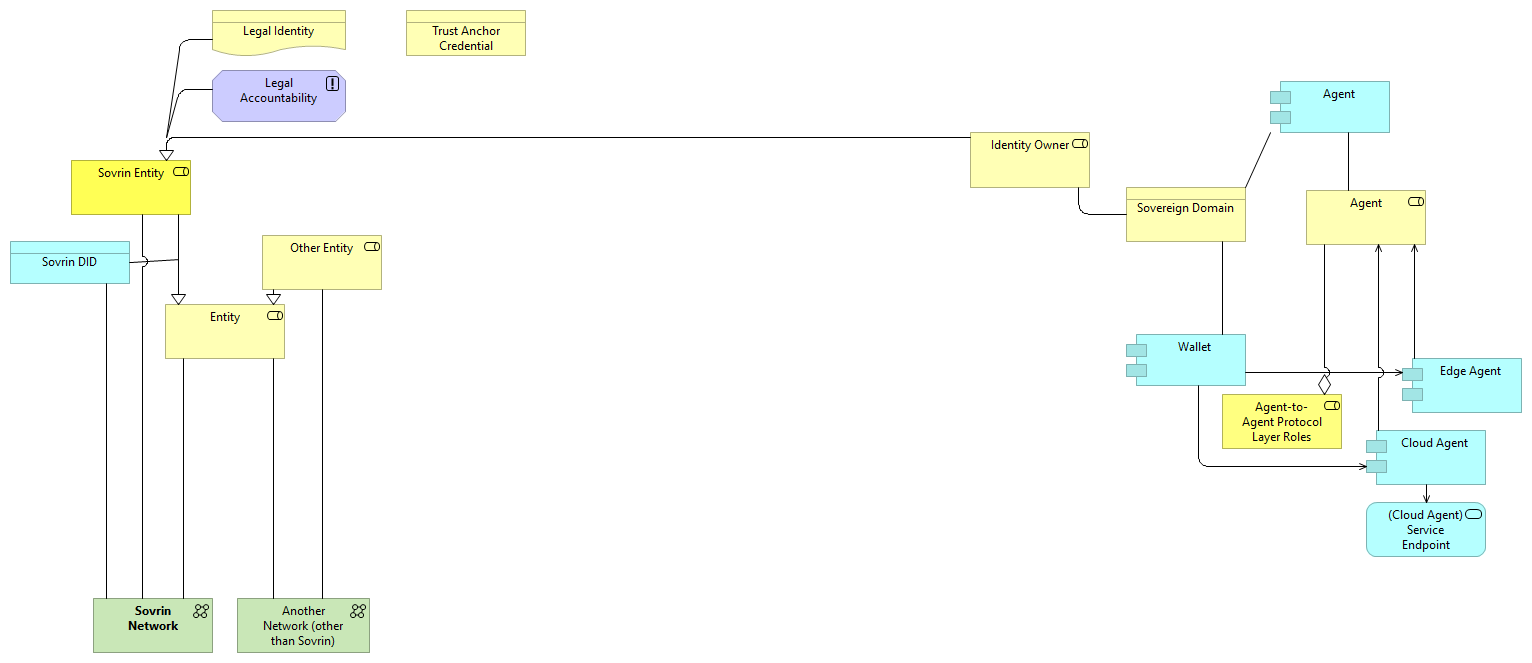 Legal Identity
Trust Anchor
Credential
Legal
Accountability
Agent
Identity Owner
Sovrin Entity
Sovereign Domain
Agent
Sovrin DID
Other Entity
Entity
Wallet
Edge Agent
Agent-to-
Agent Protocol
Layer Roles
Cloud Agent
(Cloud Agent)
Service
Endpoint
Sovrin
Network
Another
Network (other
than Sovrin)